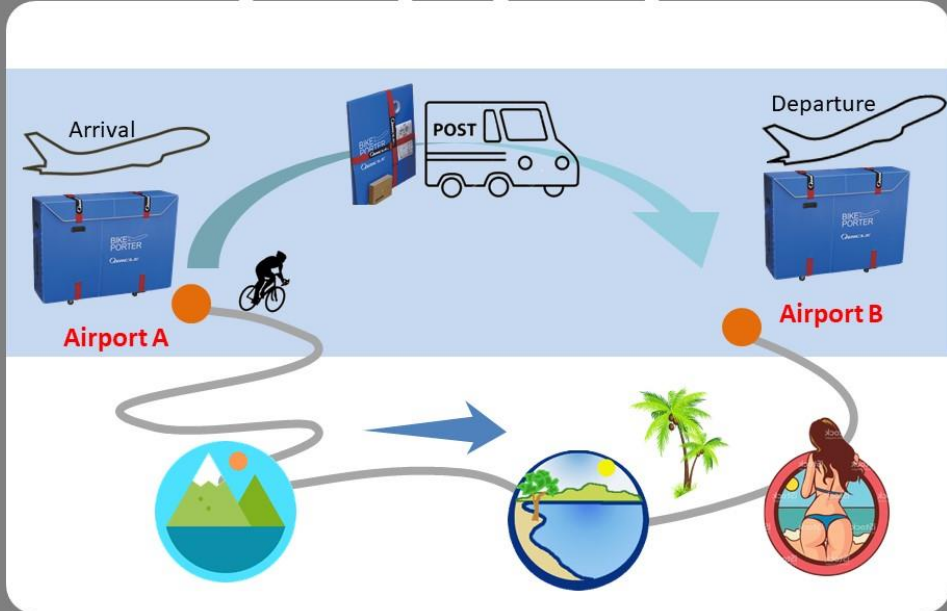 Arrival
POST
Departure
BIKE
PORTER
BIKE
PORTER
BIKE
PORTER
Airport A
Airport B